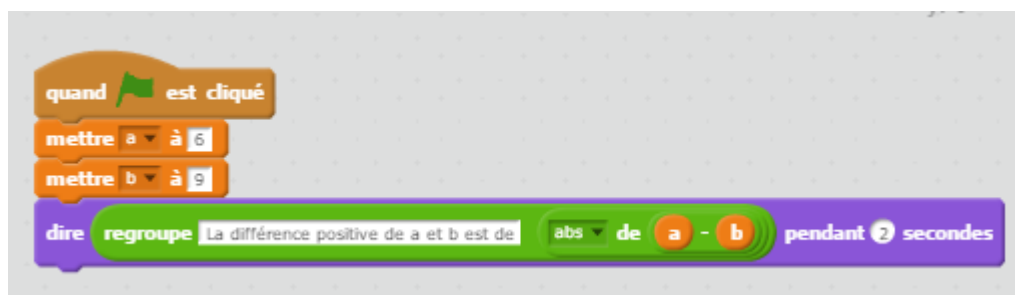 quand est cliqué
mettre a à 6
mettre b à 9
dire regroupe La différence positive de a et b est de abs de a - b pendant 2 secondes